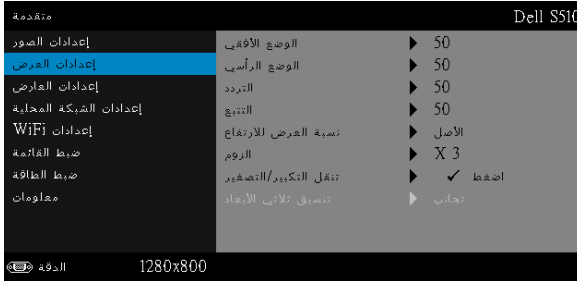 متقدمة Dell S510
إعدادات الصور
إعدادات العرض
إعدادات العارض
إعدادات الشبكة المحلية
إعدادات WiFi
ضبط القائمة
ضبط الطاقة
معلومات
الوضع الأفقي 50
الوضع الرأسي 50
التردد 50
التتبع 50
نسبة العرض للارتفاع الأصل
الزوم X 3
تنقل التكبير/التصغير ✓ اضغط
تنسيق ثلاثي الأبعاد تجانب
الدقة 1280x800